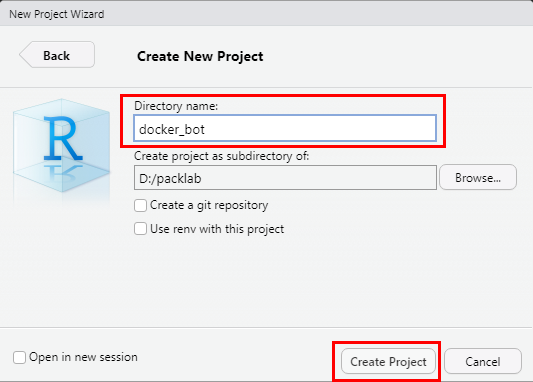 New Project Wizard
Back
Create New Project
Directory name:
docker_bot
R
Create project as subdirectory of:
D:/packlab
Browse...
Create a git repository
Use renv with this project
Open in new session
Create Project
Cancel